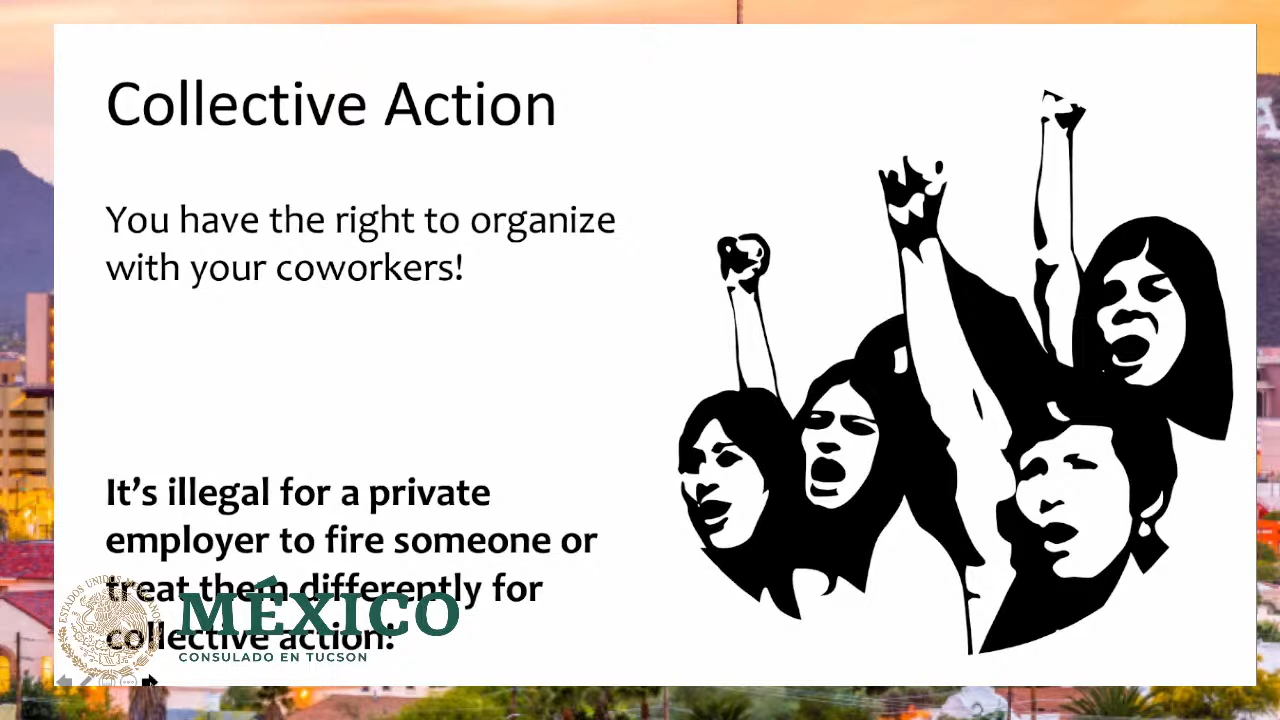 Collective Action
You have the right to organize
with your coworkers!
It's illegal for a private
employer to fire someone or
treat them differently for
collective action!
MÉXICO
CONSULADO EN TUCSON